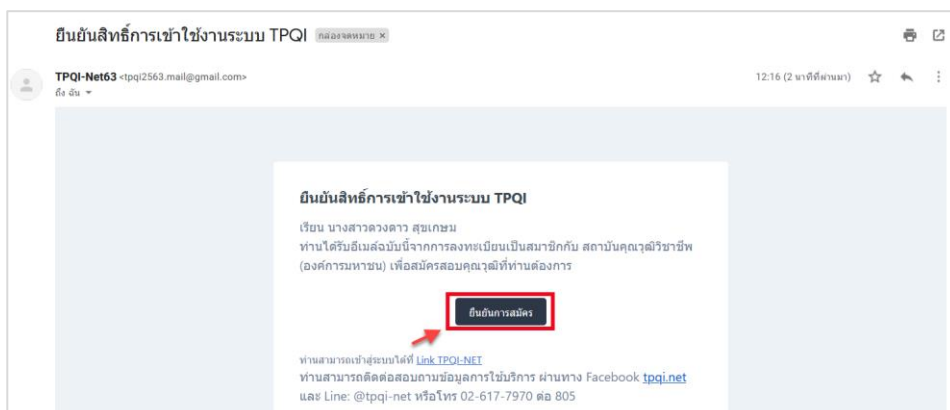 ยืนยันสิทธิ์การเข้าใช้งานระบบ TPQI กล่องจดหมาย ×
TPQI-Net63 <tpqi2563.mail@gmail.com> 12:16 (2 นาทีที่ผ่านมา)
ถึง ฉัน
ยืนยันสิทธิ์การเข้าใช้งานระบบ TPQI
เรียน นางสาวดวงดาว สุขเกษม
ท่านได้รับอีเมล์ฉบับนี้จากการลงทะเบียนเป็นสมาชิกกับ สถาบันคุณวุฒิวิชาชีพ
(องค์การมหาชน) เพื่อสมัครสอบคุณวุฒิที่ท่านต้องการ
ยืนยันการสมัคร
ท่านสามารถเข้าสู่ระบบได้ที่ Link TPQI-NET
ท่านสามารถติดต่อสอบถามข้อมูลการใช้บริการ ผ่านทาง Facebook tpqi.net
และ Line: @tpqi-net หรือโทร 02-617-7970 ต่อ 805